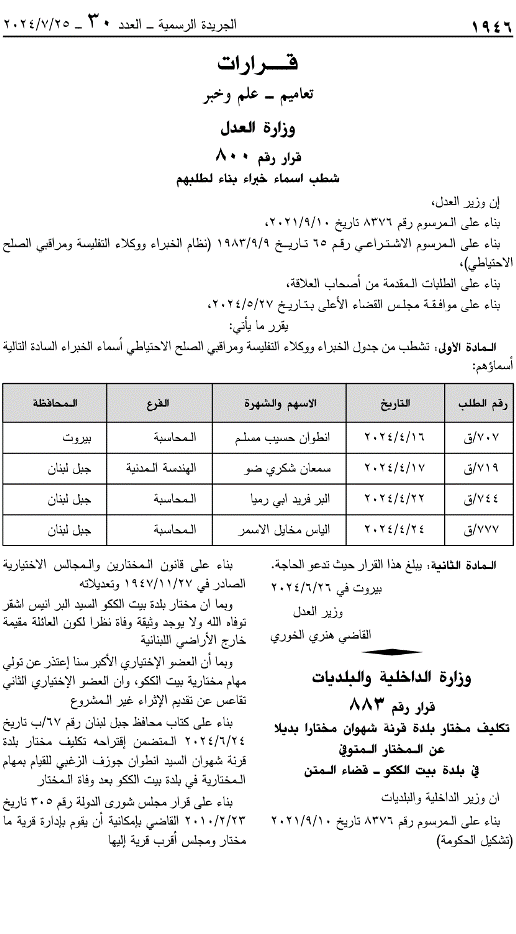 ١٩٤٦
الجريدة الرسمية ــ العدد ٣٠ ــ ٢٠٢٤/٧/٢٥
قــرارات
تعاميم ــ علم وخبر
وزارة العدل
قرار رقم ٨٠٠
شطب اسماء خبراء بناء لطلبهم
إن وزير العدل،
بناء على المرسوم رقم ٨٣٧٦ تاريخ ٢٠٢١/٩/١٠،
بناء على المرسوم الاشتراعي رقم ٦٥ تاريخ ١٩٨٣/٩/٩ (نظام الخبراء ووكلاء التفليسة ومراقبي الصلح
الاحتياطي)،
بناء على الطلبات المقدمة من أصحاب العلاقة،
بناء على موافقة مجلس القضاء الأعلى بتاريخ ٢٠٢٤/٥/٢٧،
يقرر ما يأتي:
المادة الأولى: تشطب من جدول الخبراء ووكلاء التفليسة ومراقبي الصلح الاحتياطي أسماء الخبراء السادة التالية
أسماؤهم:
رقم الطلب التاريخ الاسهم والشهرة الفرع المحافظة
٧٠٧/ق ٢٠٢٤/٤/١٦ انطوان حسيب مسلم المحاسبة بيروت
٧١٩/ق ٢٠٢٤/٤/١٧ سمعان شكري ضو الهندسة المدنية جبل لبنان
٧٤٤/ق ٢٠٢٤/٤/٢٢ البر فريد ابي رميا المحاسبة جبل لبنان
٧٧٧/ق ٢٠٢٤/٤/٢٤ الياس مخايل الاسمر المحاسبة جبل لبنان
المادة الثانية: يبلغ هذا القرار حيث تدعو الحاجة.
بيروت في ٢٠٢٤/٦/٢٦
وزير العدل
القاضي هنري الخوري
وزارة الداخلية والبلديات
قرار رقم ٨٨٣
تكليف مختار بلدة قرنة شهوان مختارا بديلا
عن المختار المتوفي
في بلدة بيت الككو ــ قضاء المتن
ان وزير الداخلية والبلديات
بناء على المرسوم رقم ٨٣٧٦ تاريخ ٢٠٢١/٩/١٠
(تشكيل الحكومة)
بناء على قانون المختارين والمجالس الاختيارية
الصادر في ١٩٤٧/١١/٢٧ وتعديلاته
وبما ان مختار بلدة بيت الككو السيد البر انيس اشقر
توفاه الله ولا يوجد وثيقة وفاة نظرا لكون العائلة مقيمة
خارج الأراضي اللبنانية
وبما أن العضو الإختياري الأكبر سنا إعتذر عن تولي
مهام مختارية بيت الككو، وان العضو الإختياري الثاني
تقاعس عن تقديم الإثراء غير المشروع
بناء على كتاب محافظ جبل لبنان رقم ٦٧/ب تاريخ
٢٠٢٤/٦/٢٤ المتضمن إقتراحه تكليف مختار بلدة
قرنة شهوان السيد انطوان جوزف الزغبي للقيام بمهام
المختارية في بلدة بيت الككو بعد وفاة المختار
بناء على قرار مجلس شورى الدولة رقم ٣٠٥ تاريخ
٢٠١٠/٢/٢٣ القاضي بإمكانية أن يقوم بإدارة قرية ما
مختار ومجلس أقرب قرية إليها